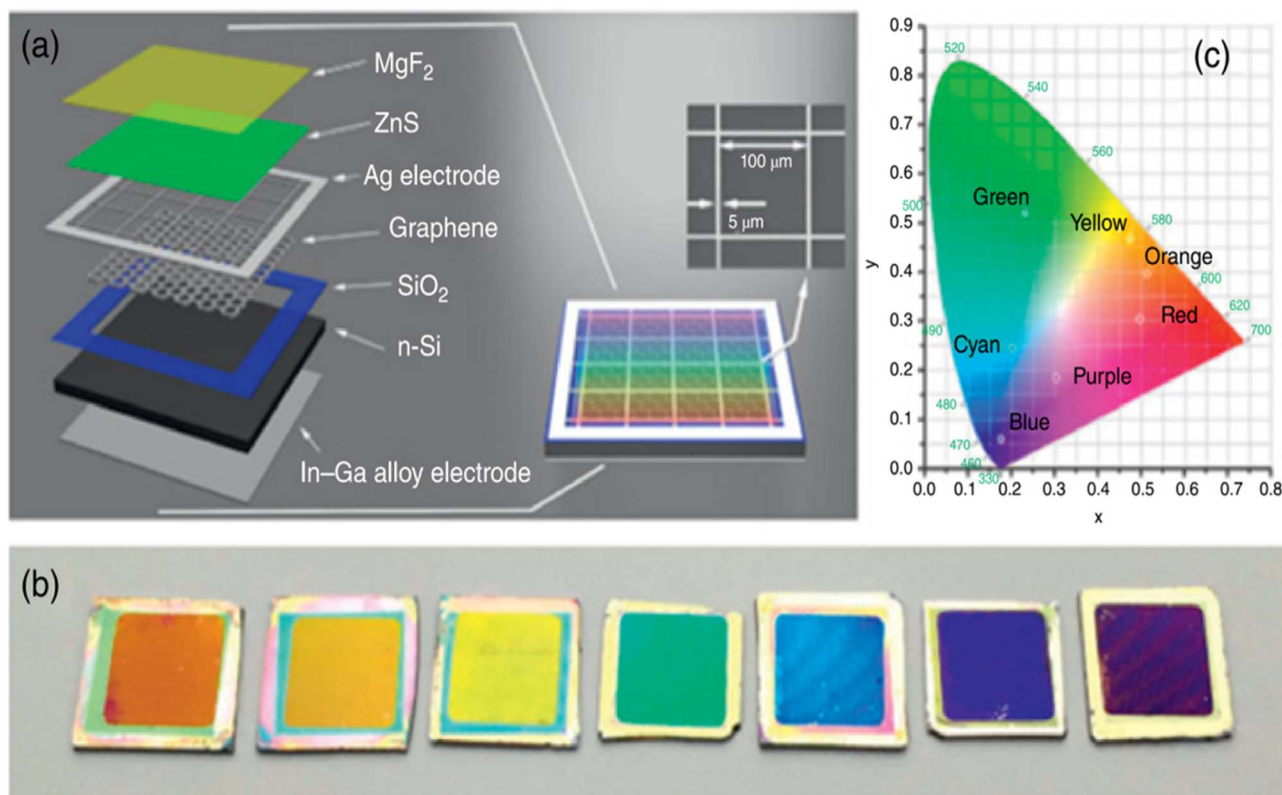 (a)
MgF₂
ZnS
Ag electrode
Graphene
SiO₂
n-Si
In–Ga alloy electrode
100 μm
5 μm
(c)
0.9
0.8
0.7
0.6
0.5
0.4
0.3
0.2
0.1
0.0
y
0.0 0.1 0.2 0.3 0.4 0.5 0.6 0.7 0.8
x
520
540
560
500
580
600
620
700
490
480
470
460
330
Green
Yellow
Orange
Red
Cyan
Purple
Blue
(b)